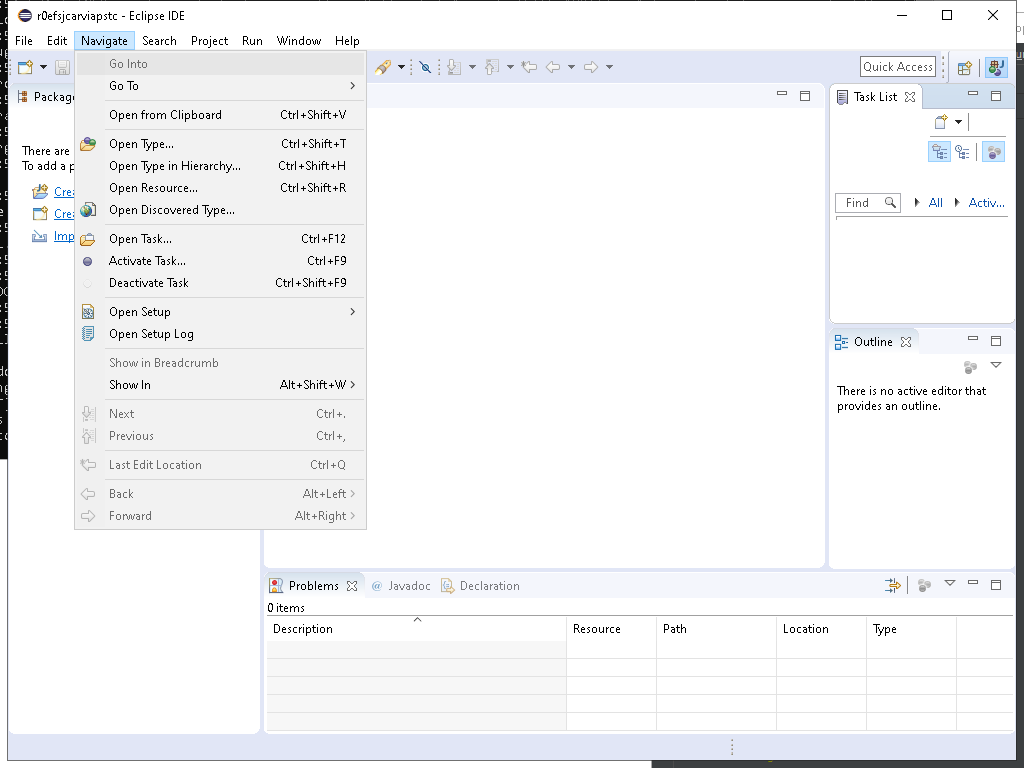 r0efsjcarviapstc - Eclipse IDE
File Edit Navigate Search Project Run Window Help
Quick Access
Go Into
Go To
Open from Clipboard Ctrl+Shift+V
Open Type... Ctrl+Shift+T
Open Type in Hierarchy... Ctrl+Shift+H
Open Resource... Ctrl+Shift+R
Open Discovered Type...
Open Task... Ctrl+F12
Activate Task... Ctrl+F9
Deactivate Task Ctrl+Shift+F9
Open Setup
Open Setup Log
Show in Breadcrumb
Show In Alt+Shift+W
Next Ctrl+.
Previous Ctrl+,
Last Edit Location Ctrl+Q
Back Alt+Left
Forward Alt+Right
Packag
There are
To add a p
Crea
Crea
Imp
Task List
Find All Activ...
Outline
There is no active editor that
provides an outline.
Problems @ Javadoc Declaration
0 items
Description Resource Path Location Type